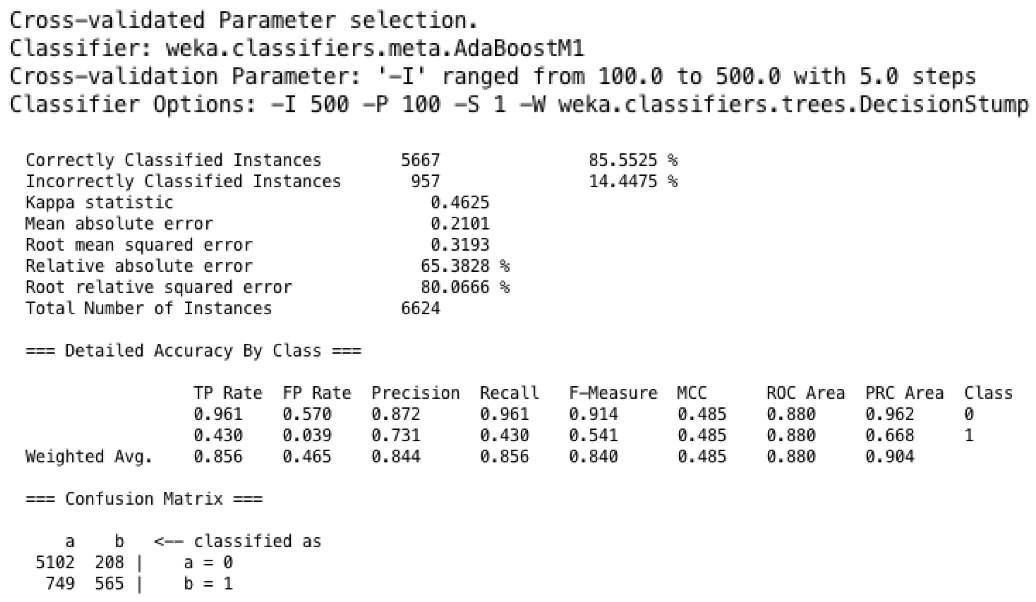 Cross-validated Parameter selection.
Classifier: weka.classifiers.meta.AdaBoostM1
Cross-validation Parameter: '-I' ranged from 100.0 to 500.0 with 5.0 steps
Classifier Options: -I 500 -P 100 -S 1 -W weka.classifiers.trees.DecisionStump
Correctly Classified Instances 5667 85.5525 %
Incorrectly Classified Instances 957 14.4475 %
Kappa statistic 0.4625
Mean absolute error 0.2101
Root mean squared error 0.3193
Relative absolute error 65.3828 %
Root relative squared error 80.0666 %
Total Number of Instances 6624
=== Detailed Accuracy By Class ===
TP Rate FP Rate Precision Recall F-Measure MCC ROC Area PRC Area Class
0.961 0.570 0.872 0.961 0.914 0.485 0.880 0.962 0
0.430 0.039 0.731 0.430 0.541 0.485 0.880 0.668 1
Weighted Avg. 0.856 0.465 0.844 0.856 0.840 0.485 0.880 0.904
=== Confusion Matrix ===
a b <-- classified as
5102 208 | a = 0
749 565 | b = 1